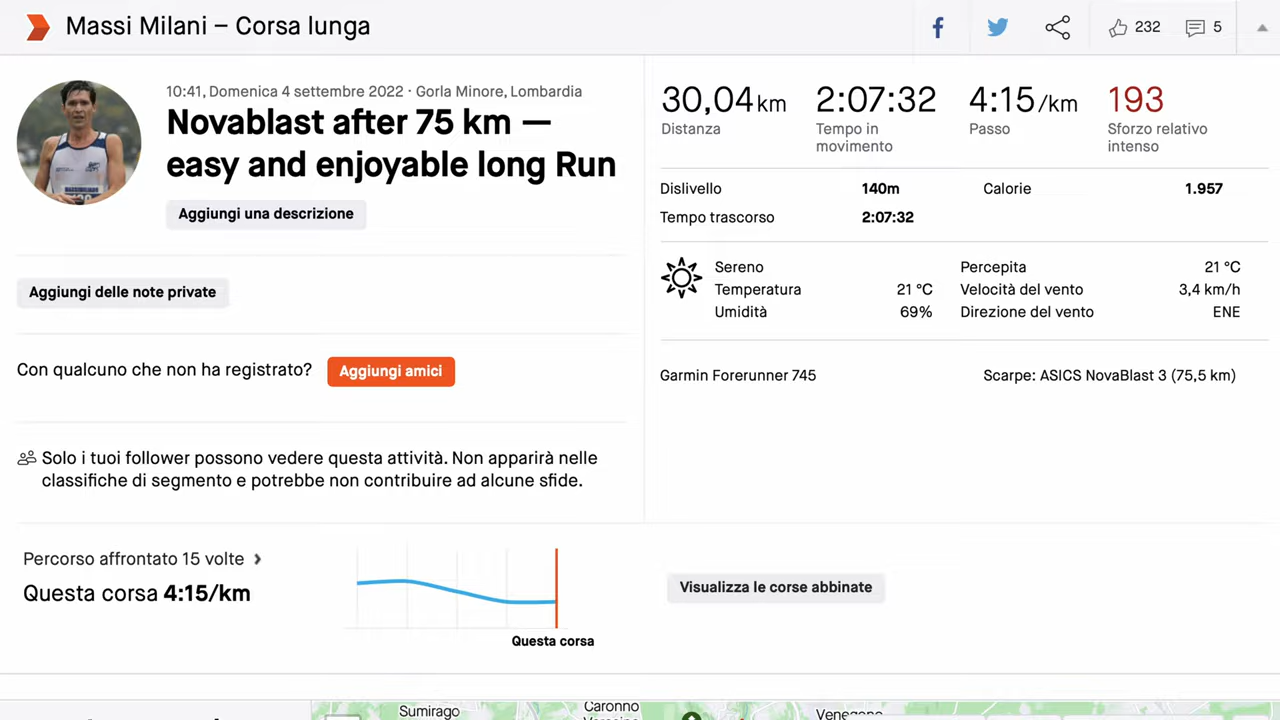 Massi Milani – Corsa lunga
232
5
10:41, Domenica 4 settembre 2022 · Gorla Minore, Lombardia
Novablast after 75 km —
easy and enjoyable long Run
Aggiungi una descrizione
Aggiungi delle note private
Con qualcuno che non ha registrato? Aggiungi amici
Solo i tuoi follower possono vedere questa attività. Non apparirà nelle
classifiche di segmento e potrebbe non contribuire ad alcune sfide.
30,04 km 2:07:32 4:15 /km 193
Distanza Tempo in Passo Sforzo relativo
movimento intenso
Dislivello 140m Calorie 1.957
Tempo trascorso 2:07:32
Sereno Percepita 21 °C
Temperatura 21 °C Velocità del vento 3,4 km/h
Umidità 69% Direzione del vento ENE
Garmin Forerunner 745 Scarpe: ASICS NovaBlast 3 (75,5 km)
Percorso affrontato 15 volte ›
Questa corsa 4:15/km
Questa corsa
Visualizza le corse abbinate
Sumirago Caronno